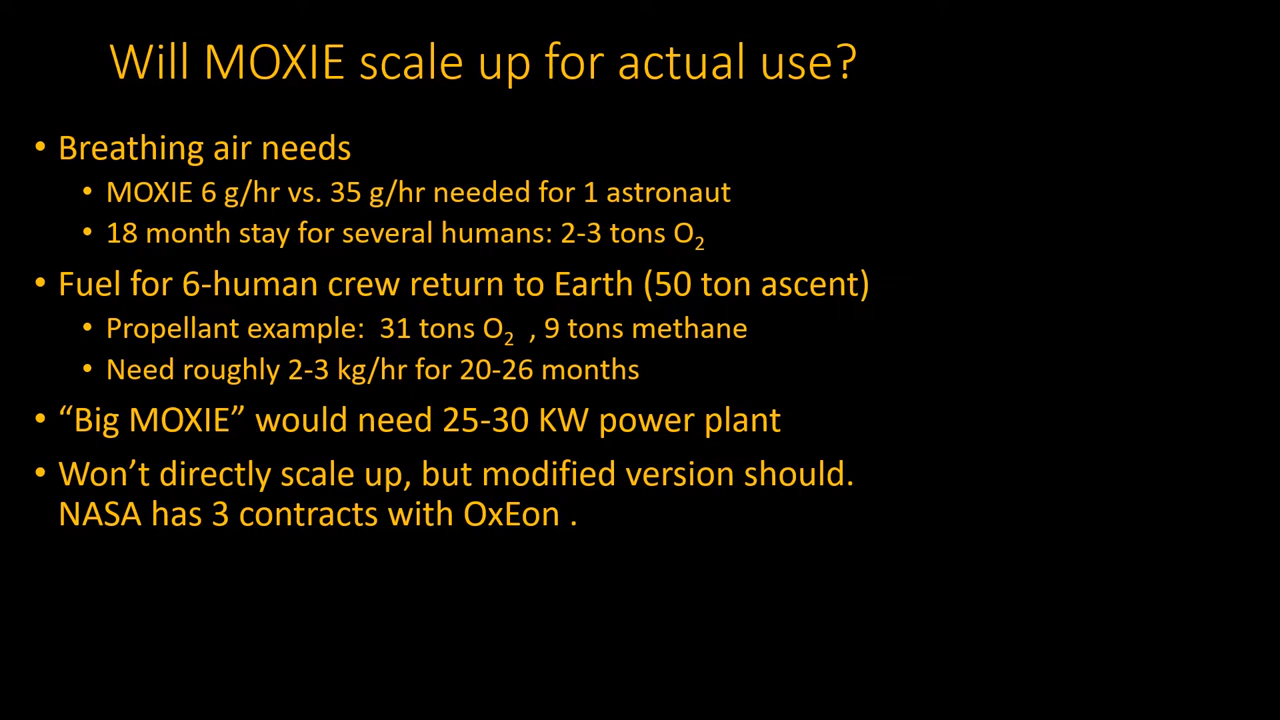 Will MOXIE scale up for actual use?
• Breathing air needs
• MOXIE 6 g/hr vs. 35 g/hr needed for 1 astronaut
• 18 month stay for several humans: 2-3 tons O₂
• Fuel for 6-human crew return to Earth (50 ton ascent)
• Propellant example:  31 tons O₂ , 9 tons methane
• Need roughly 2-3 kg/hr for 20-26 months
• “Big MOXIE” would need 25-30 KW power plant
• Won’t directly scale up, but modified version should.
NASA has 3 contracts with OxEon .